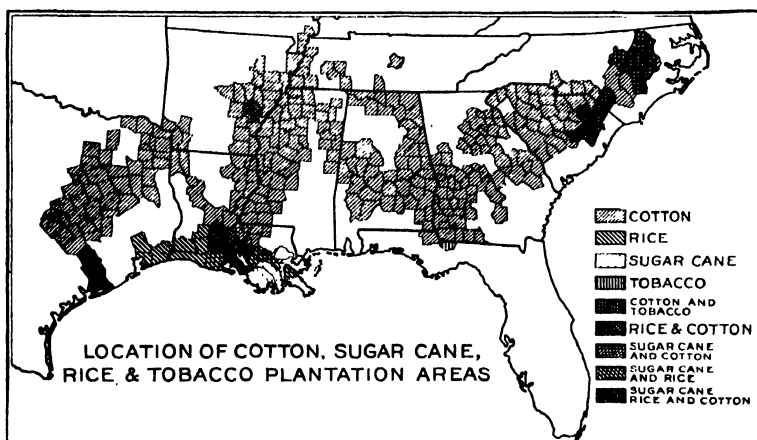 COTTON
RICE
SUGAR CANE
TOBACCO
COTTON AND
TOBACCO
RICE & COTTON
SUGAR CANE
AND COTTON
SUGAR CANE
AND RICE
SUGAR CANE
RICE AND COTTON
LOCATION OF COTTON, SUGAR CANE,
RICE, & TOBACCO PLANTATION AREAS